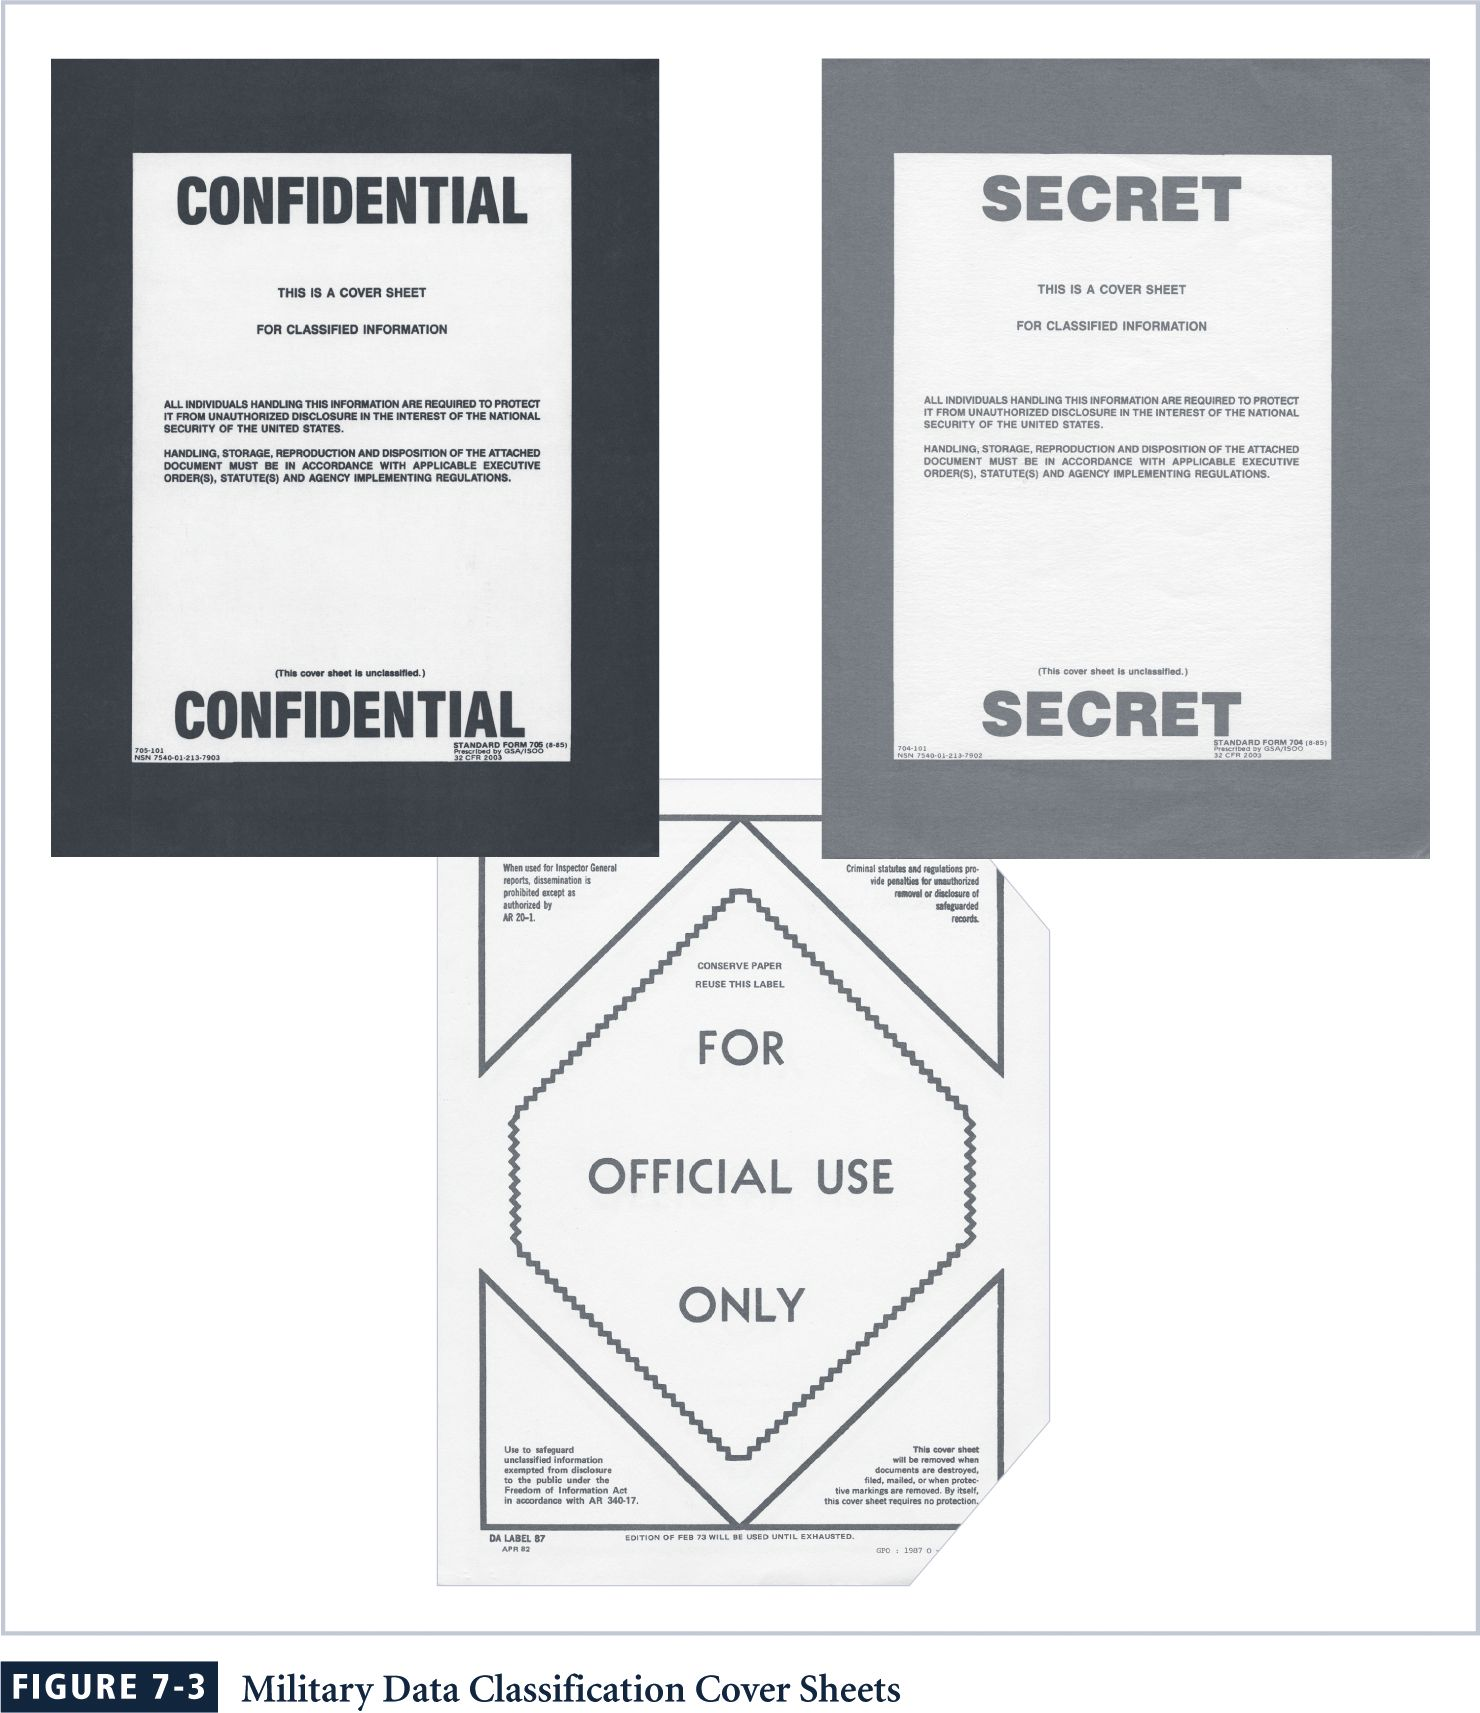 CONFIDENTIAL
THIS IS A COVER SHEET
FOR CLASSIFIED INFORMATION
ALL INDIVIDUALS HANDLING THIS INFORMATION ARE REQUIRED TO PROTECT
IT FROM UNAUTHORIZED DISCLOSURE IN THE INTEREST OF THE NATIONAL
SECURITY OF THE UNITED STATES.
HANDLING, STORAGE, REPRODUCTION AND DISPOSITION OF THE ATTACHED
DOCUMENT MUST BE IN ACCORDANCE WITH APPLICABLE EXECUTIVE
ORDER(S), STATUTE(S) AND AGENCY IMPLEMENTING REGULATIONS.
(This cover sheet is unclassified.)
CONFIDENTIAL
705-101
NSN 7540-01-213-7903
STANDARD FORM 705 (8-85)
Prescribed by GSA/ISOO
32 CFR 2003
SECRET
THIS IS A COVER SHEET
FOR CLASSIFIED INFORMATION
ALL INDIVIDUALS HANDLING THIS INFORMATION ARE REQUIRED TO PROTECT
IT FROM UNAUTHORIZED DISCLOSURE IN THE INTEREST OF THE NATIONAL
SECURITY OF THE UNITED STATES.
HANDLING, STORAGE, REPRODUCTION AND DISPOSITION OF THE ATTACHED
DOCUMENT MUST BE IN ACCORDANCE WITH APPLICABLE EXECUTIVE
ORDER(S), STATUTE(S) AND AGENCY IMPLEMENTING REGULATIONS.
(This cover sheet is unclassified.)
SECRET
704-101
NSN 7540-01-213-7902
STANDARD FORM 704 (8-85)
Prescribed by GSA/ISOO
32 CFR 2003
When used for Inspector General
reports, dissemination is
prohibited except as
authorized by
AR 20-1.
Criminal statutes and regulations pro-
vide penalties for unauthorized
removal or disclosure of
safeguarded
records.
CONSERVE PAPER
REUSE THIS LABEL
FOR
OFFICIAL USE
ONLY
Use to safeguard
unclassified information
exempted from disclosure
to the public under the
Freedom of Information Act
in accordance with AR 340-17.
This cover sheet
will be removed when
documents are destroyed,
filed, mailed, or when protec-
tive markings are removed. By itself,
this cover sheet requires no protection.
DA LABEL 87
APR 82
EDITION OF FEB 73 WILL BE USED UNTIL EXHAUSTED.
GPO : 1987 O -
FIGURE 7-3 Military Data Classification Cover Sheets